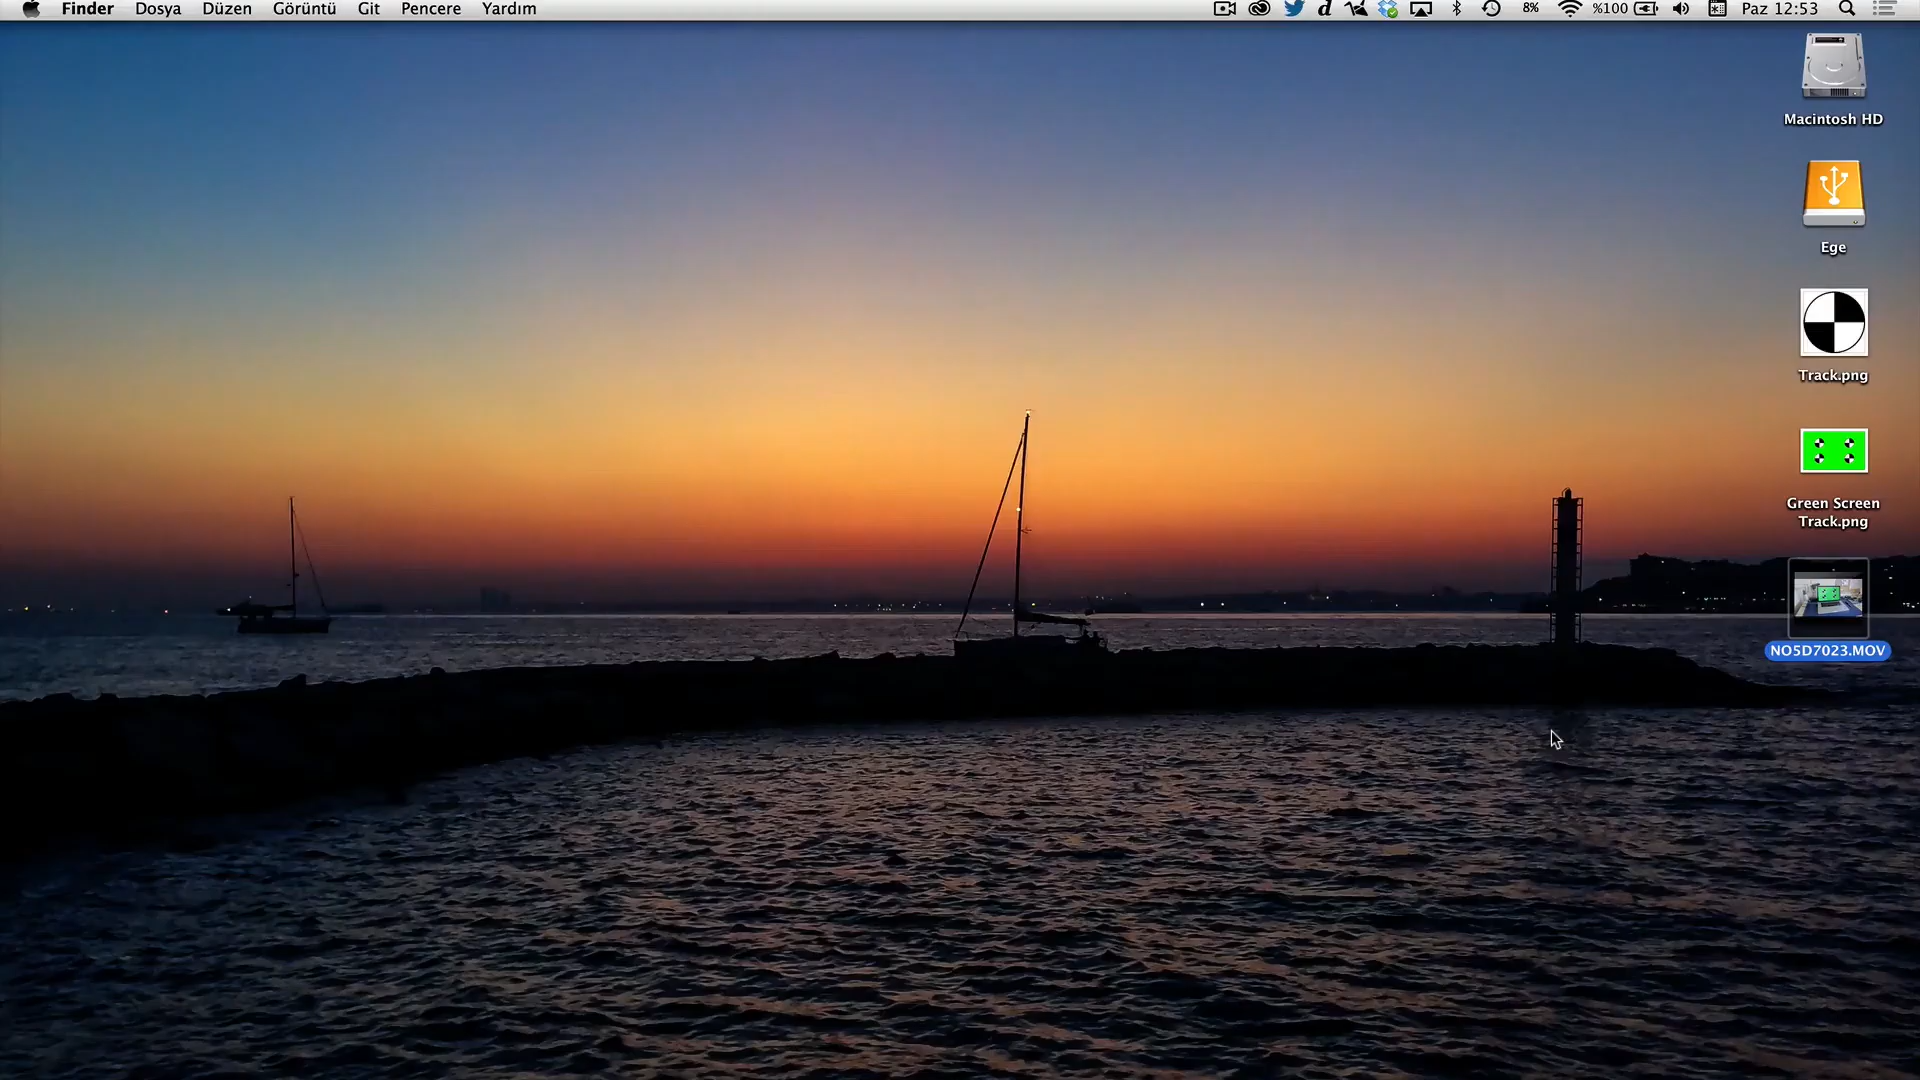 Finder Dosya Düzen Görüntü Git Pencere Yardım 8% %100 Paz 12:53
Macintosh HD
Ege
Track.png
Green Screen
Track.png
NO5D7023.MOV